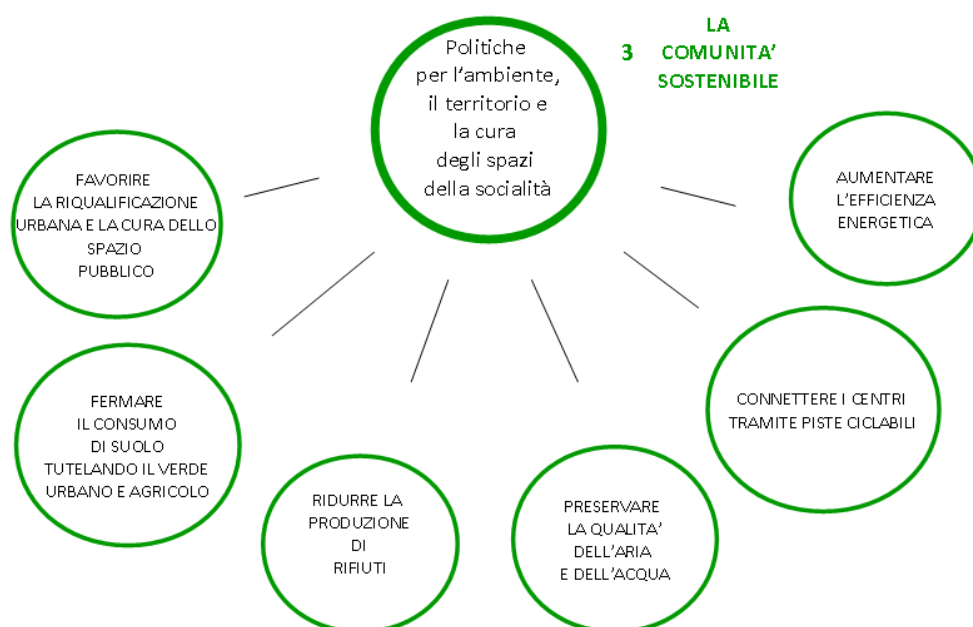 Politiche
per l'ambiente,
il territorio e
la cura
degli spazi
della socialità
LA
3 COMUNITA'
SOSTENIBILE
FAVORIRE
LA RIQUALIFICAZIONE
URBANA E LA CURA DELLO
SPAZIO
PUBBLICO
AUMENTARE
L'EFFICIENZA
ENERGETICA
FERMARE
IL CONSUMO
DI SUOLO
TUTELANDO IL VERDE
URBANO E AGRICOLO
CONNETTERE I CENTRI
TRAMITE PISTE CICLABILI
RIDURRE LA
PRODUZIONE
DI
RIFIUTI
PRESERVARE
LA QUALITA'
DELL'ARIA
E DELL'ACQUA